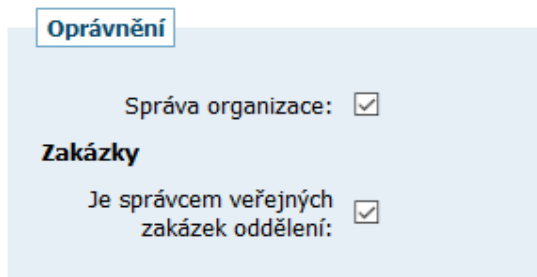 Oprávnění
Správa organizace:
Zakázky
Je správcem veřejných
zakázek oddělení: